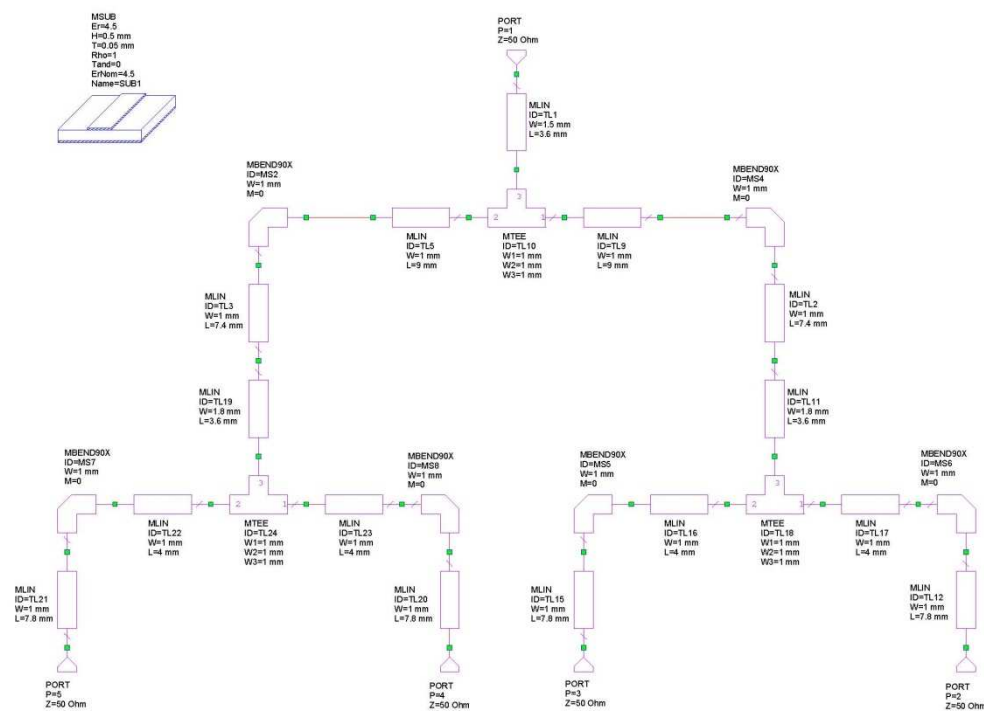 MSUB
Er=4.5
H=0.5 mm
T=0.05 mm
Rho=1
Tand=0
ErNom=4.5
Name=SUB1
PORT
P=1
Z=50 Ohm
MLIN
ID=TL1
W=1.5 mm
L=3.6 mm
MBEND90X
ID=MS2
W=1 mm
M=0
MBEND90X
ID=MS4
W=1 mm
M=0
3
2
1
MLIN
ID=TL5
W=1 mm
L=9 mm
MTEE
ID=TL10
W1=1 mm
W2=1 mm
W3=1 mm
MLIN
ID=TL9
W=1 mm
L=9 mm
MLIN
ID=TL3
W=1 mm
L=7.4 mm
MLIN
ID=TL2
W=1 mm
L=7.4 mm
MLIN
ID=TL19
W=1.8 mm
L=3.6 mm
MLIN
ID=TL11
W=1.8 mm
L=3.6 mm
MBEND90X
ID=MS7
W=1 mm
M=0
MBEND90X
ID=MS8
W=1 mm
M=0
MBEND90X
ID=MS5
W=1 mm
M=0
MBEND90X
ID=MS6
W=1 mm
M=0
3
2
1
3
2
1
MLIN
ID=TL22
W=1 mm
L=4 mm
MTEE
ID=TL24
W1=1 mm
W2=1 mm
W3=1 mm
MLIN
ID=TL23
W=1 mm
L=4 mm
MLIN
ID=TL16
W=1 mm
L=4 mm
MTEE
ID=TL18
W1=1 mm
W2=1 mm
W3=1 mm
MLIN
ID=TL17
W=1 mm
L=4 mm
MLIN
ID=TL21
W=1 mm
L=7.8 mm
MLIN
ID=TL20
W=1 mm
L=7.8 mm
MLIN
ID=TL15
W=1 mm
L=7.8 mm
MLIN
ID=TL12
W=1 mm
L=7.8 mm
PORT
P=5
Z=50 Ohm
PORT
P=4
Z=50 Ohm
PORT
P=3
Z=50 Ohm
PORT
P=2
Z=50 Ohm